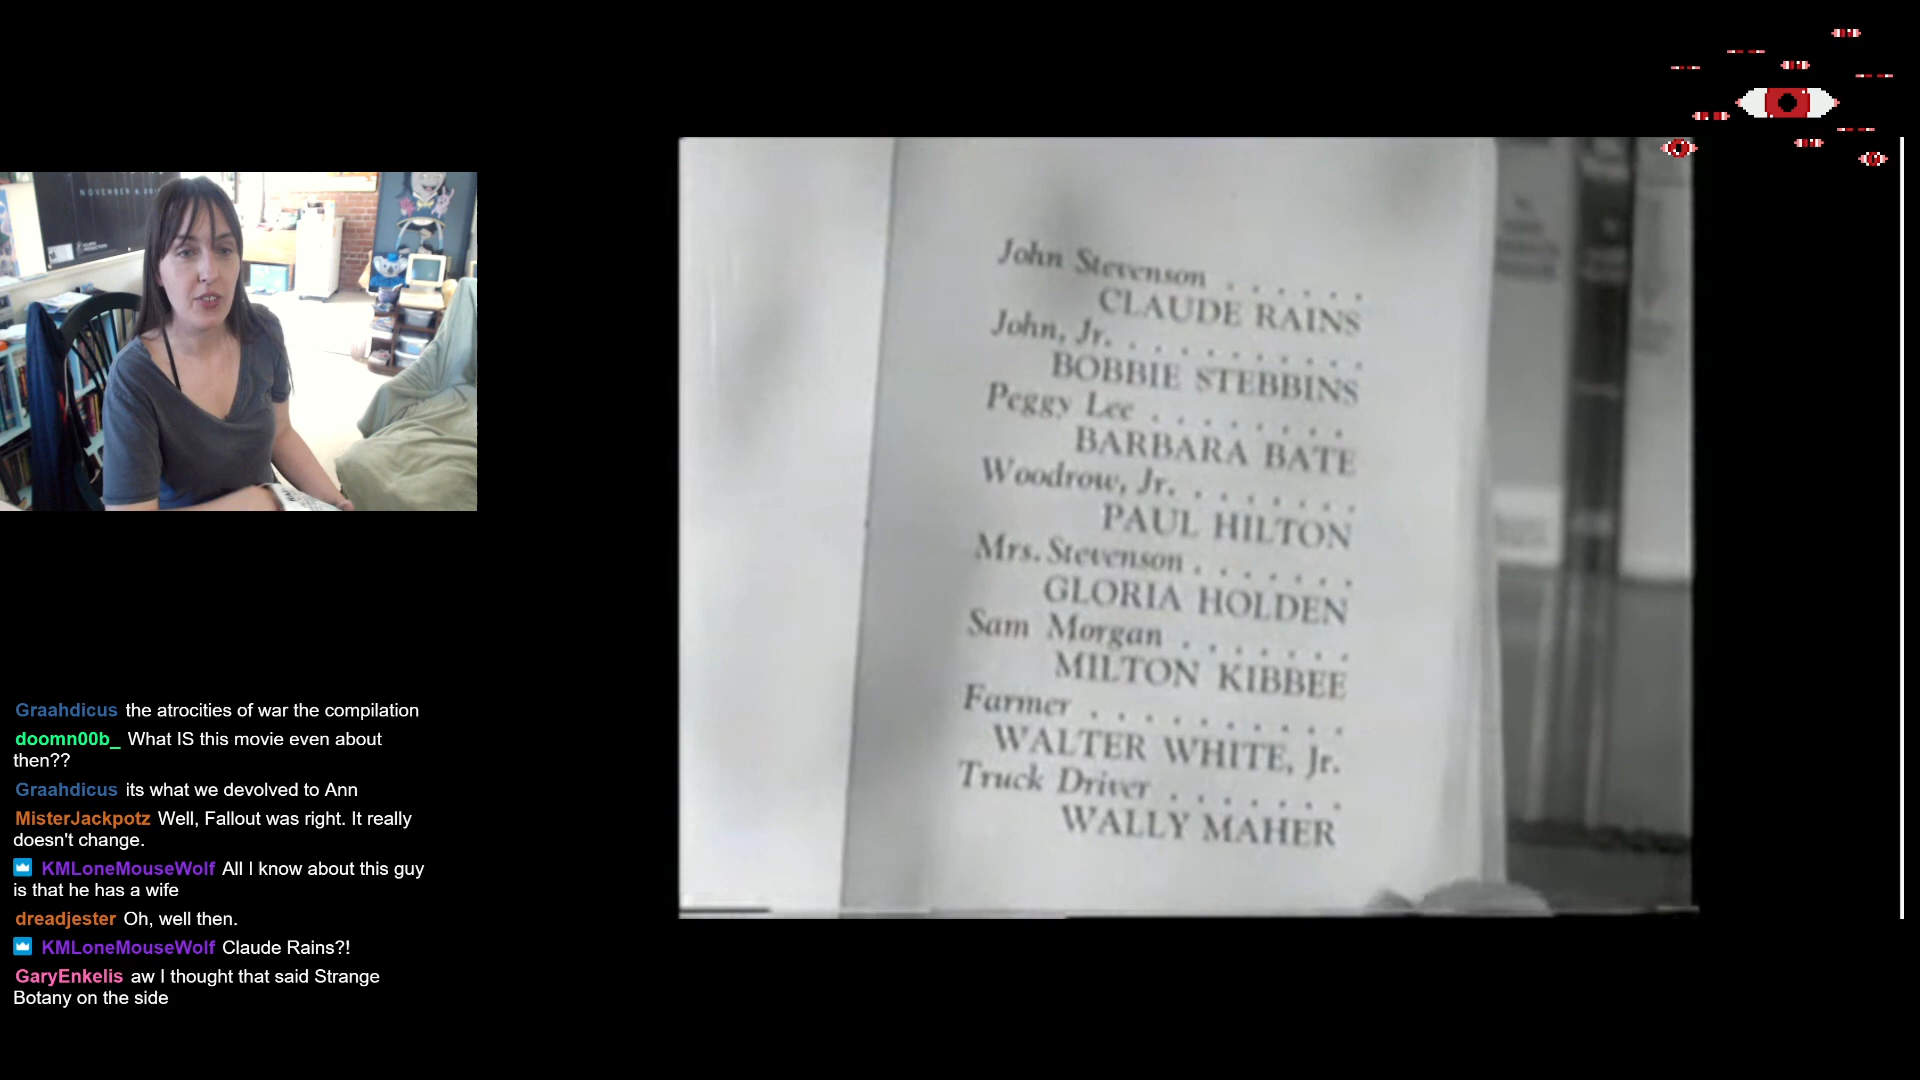 NOVEMBER
John Stevenson . . . . . .
CLAUDE RAINS
John, Jr. . . . . . . . . . . .
BOBBIE STEBBINS
Peggy Lee . . . . . . . .
BARBARA BATE
Woodrow, Jr. . . . . . . .
PAUL HILTON
Mrs. Stevenson . . . . . . .
GLORIA HOLDEN
Sam Morgan . . . . . . .
MILTON KIBBEE
Farmer . . . . . . . . . .
WALTER WHITE, Jr.
Truck Driver . . . . . . .
WALLY MAHER
Graahdicus the atrocities of war the compilation
doomn00b_ What IS this movie even about
then??
Graahdicus its what we devolved to Ann
MisterJackpotz Well, Fallout was right. It really
doesn't change.
KMLoneMouseWolf All I know about this guy
is that he has a wife
dreadjester Oh, well then.
KMLoneMouseWolf Claude Rains?!
GaryEnkelis aw I thought that said Strange
Botany on the side